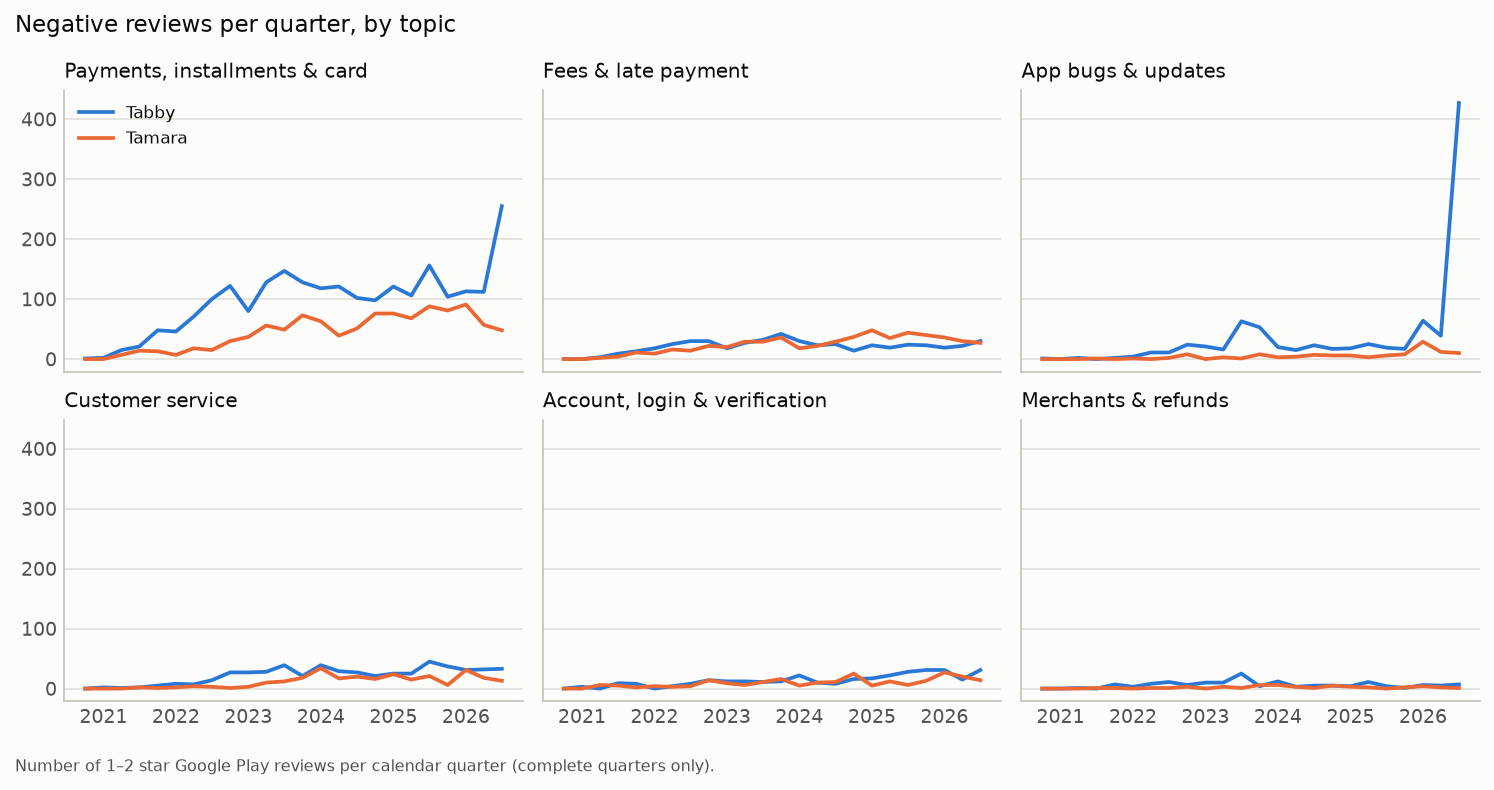 Negative reviews per quarter, by topic
Payments, installments & card
Fees & late payment
App bugs & updates
Tabby
Tamara
400
300
200
100
0
Customer service
Account, login & verification
Merchants & refunds
400
300
200
100
0
2021 2022 2023 2024 2025 2026
2021 2022 2023 2024 2025 2026
2021 2022 2023 2024 2025 2026
Number of 1–2 star Google Play reviews per calendar quarter (complete quarters only).